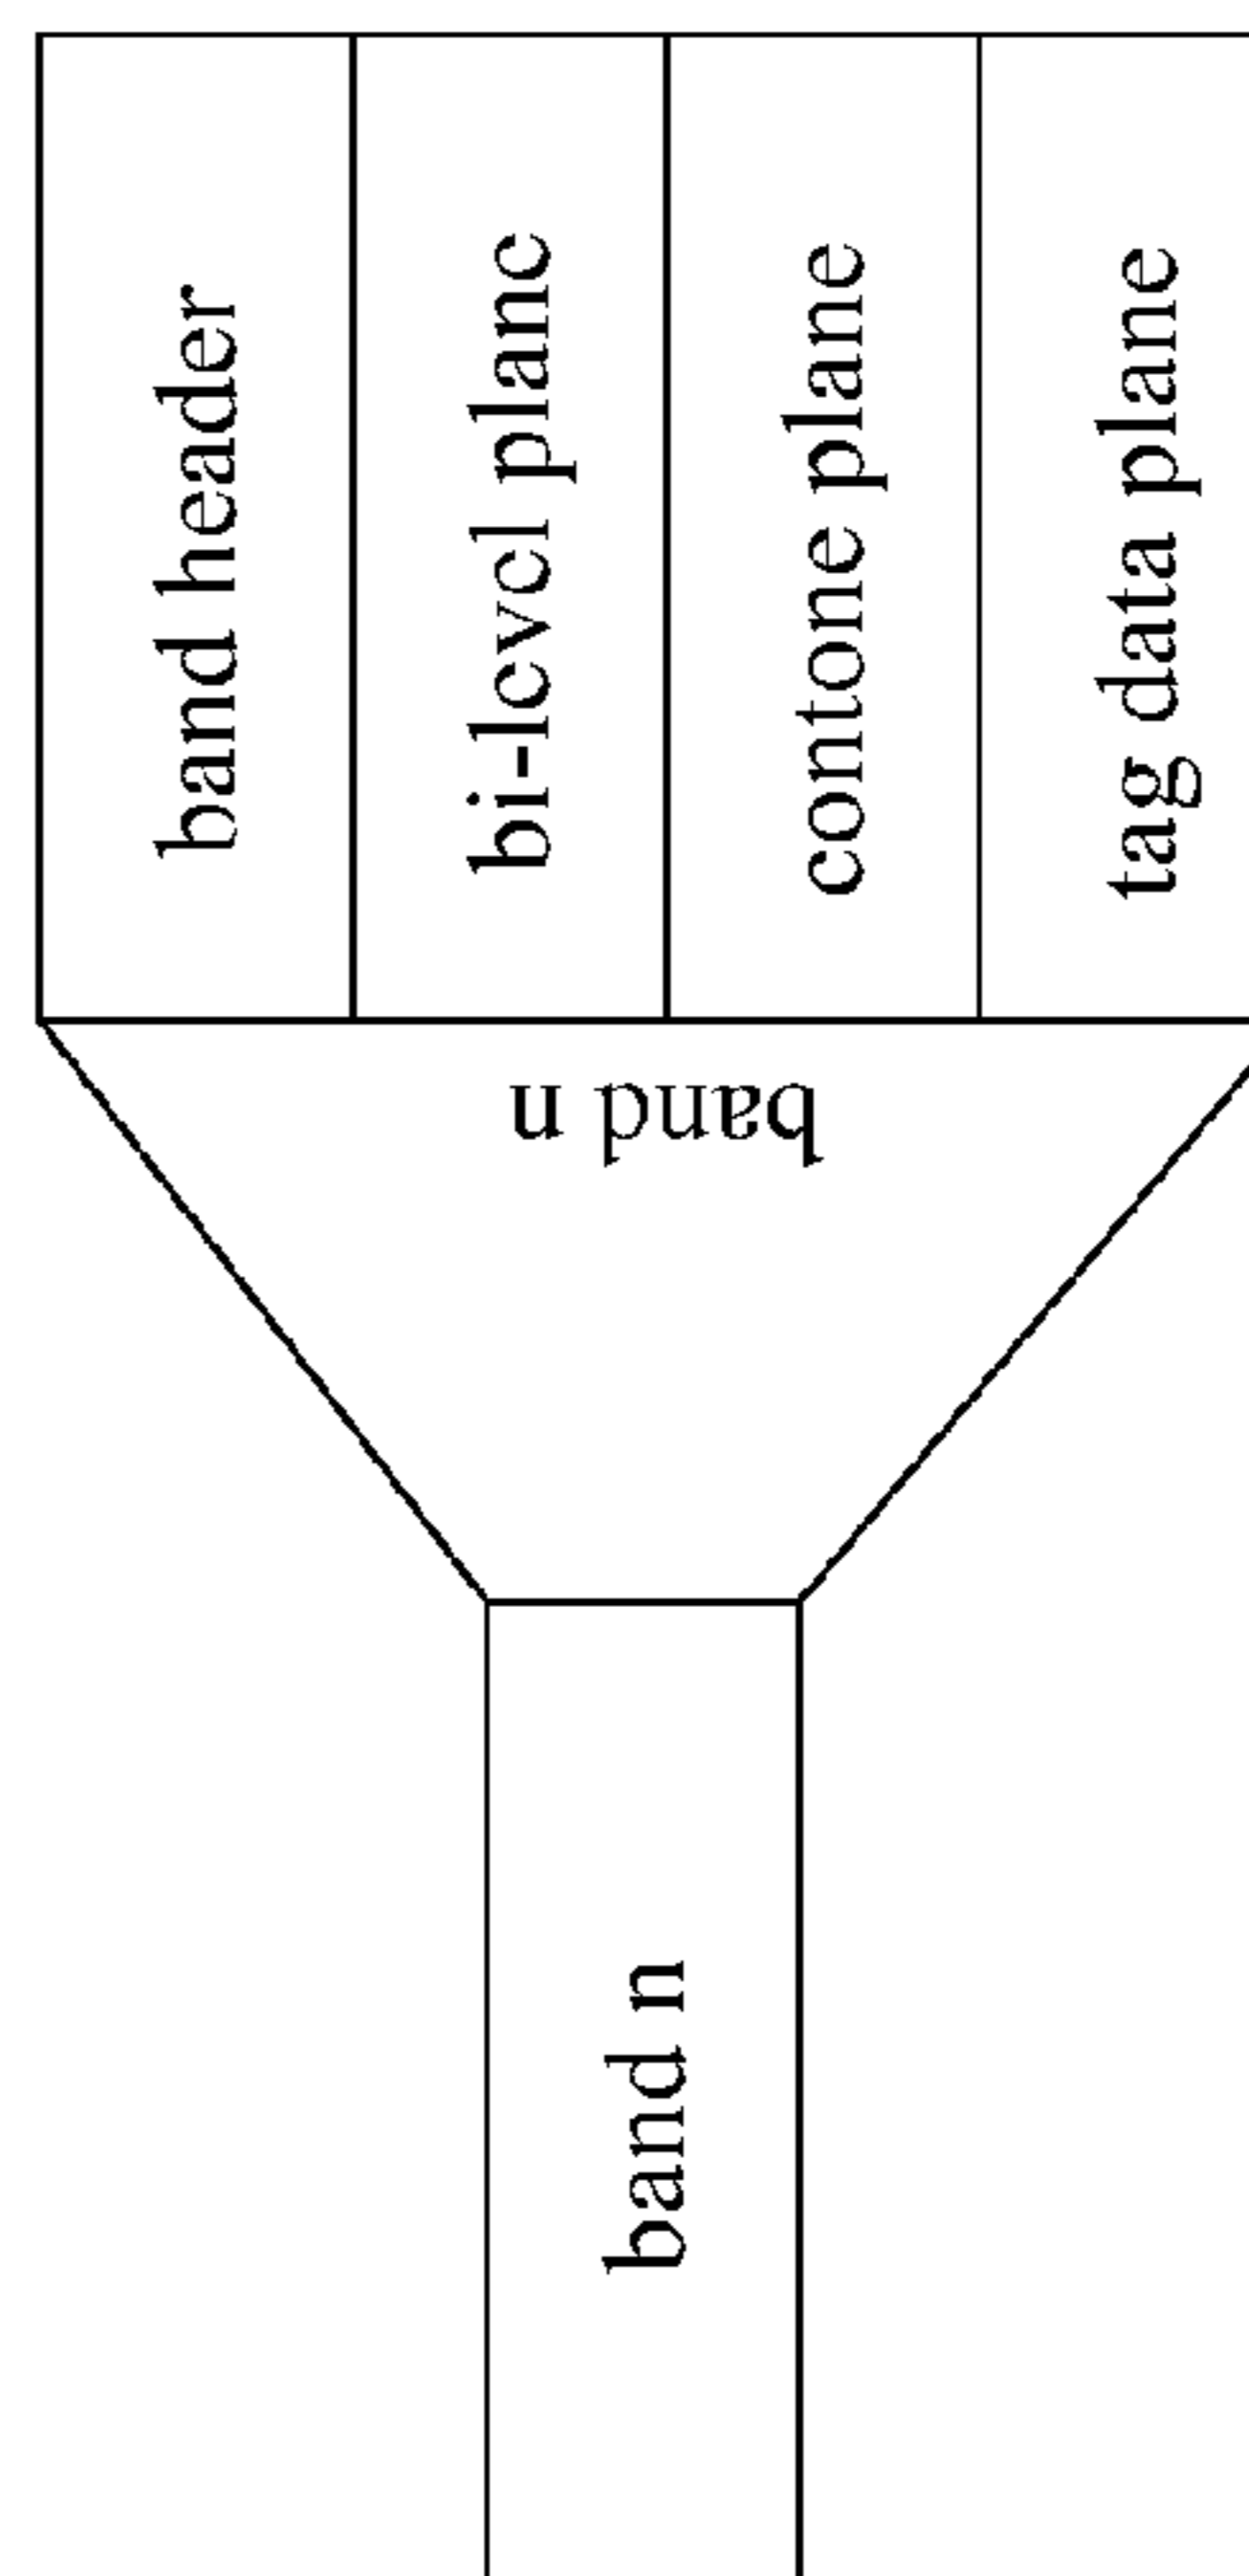 band header
bi-level plane
contone plane
tag data plane
band n
band n